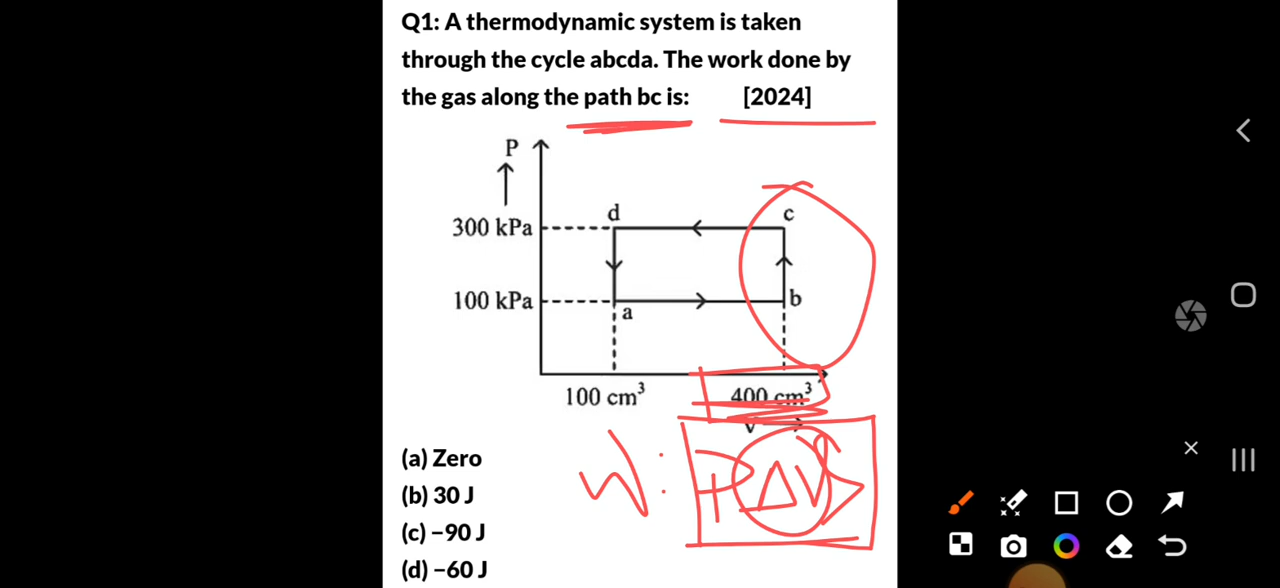 Q1: A thermodynamic system is taken
through the cycle abcda. The work done by
the gas along the path bc is: [2024]
P
d c
300 kPa
100 kPa b
a
100 cm³ 400 cm³
V
(a) Zero
(b) 30 J
(c) −90 J
(d) −60 J
W : PΔV